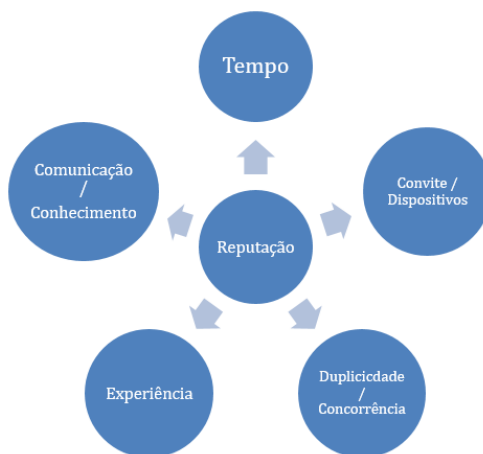 Tempo
Comunicação
/
Conhecimento
Convite /
Dispositivos
Reputação
Experiência
Duplicicdade
/
Concorrência